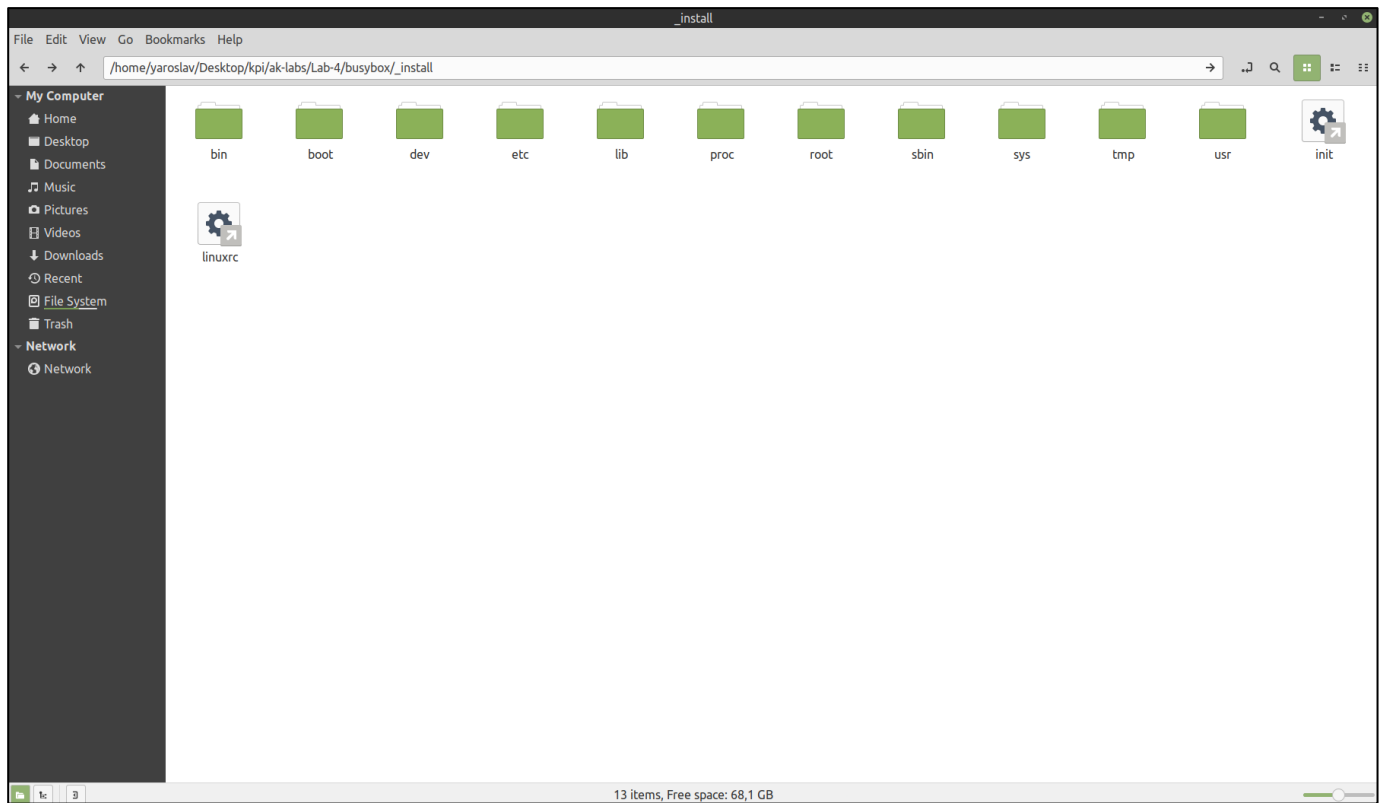 _install
File Edit View Go Bookmarks Help
/home/yaroslav/Desktop/kpi/ak-labs/Lab-4/busybox/_install
My Computer
Home
Desktop
Documents
Music
Pictures
Videos
Downloads
Recent
File System
Trash
Network
Network
bin boot dev etc lib proc root sbin sys tmp usr init
linuxrc
13 items, Free space: 68,1 GB